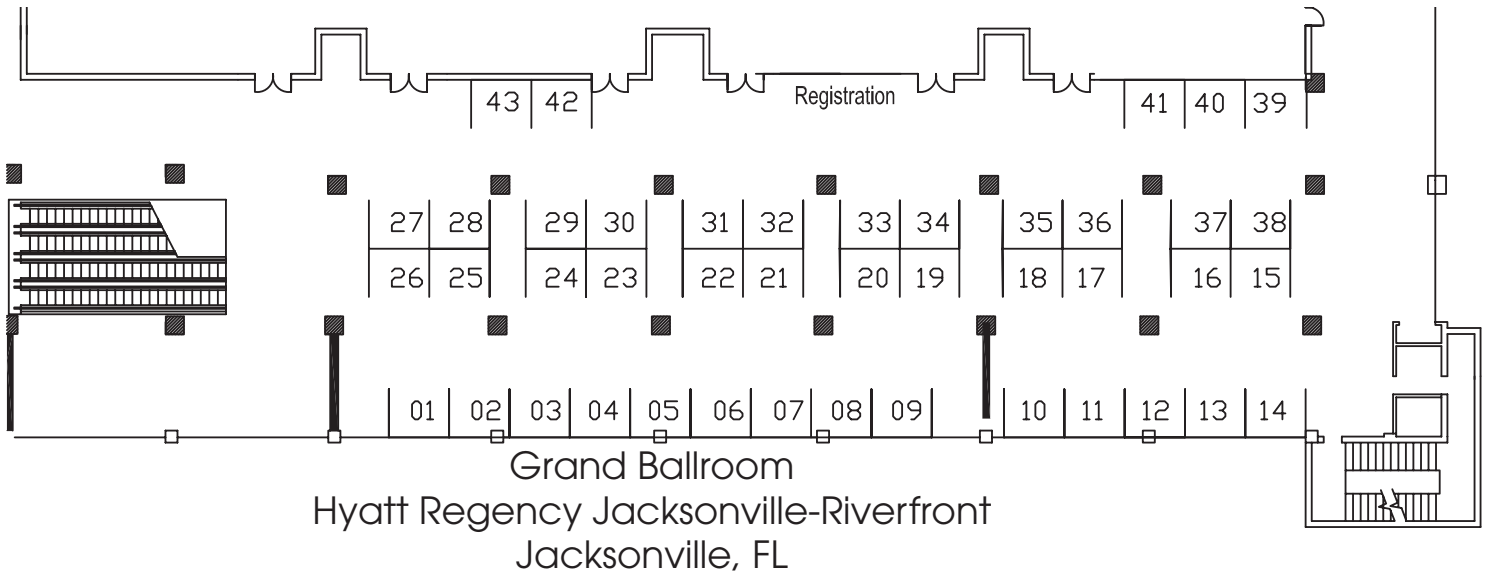 43 42 Registration 41 40 39
27 28 29 30 31 32 33 34 35 36 37 38
26 25 24 23 22 21 20 19 18 17 16 15
01 02 03 04 05 06 07 08 09 10 11 12 13 14
Grand Ballroom
Hyatt Regency Jacksonville-Riverfront
Jacksonville, FL